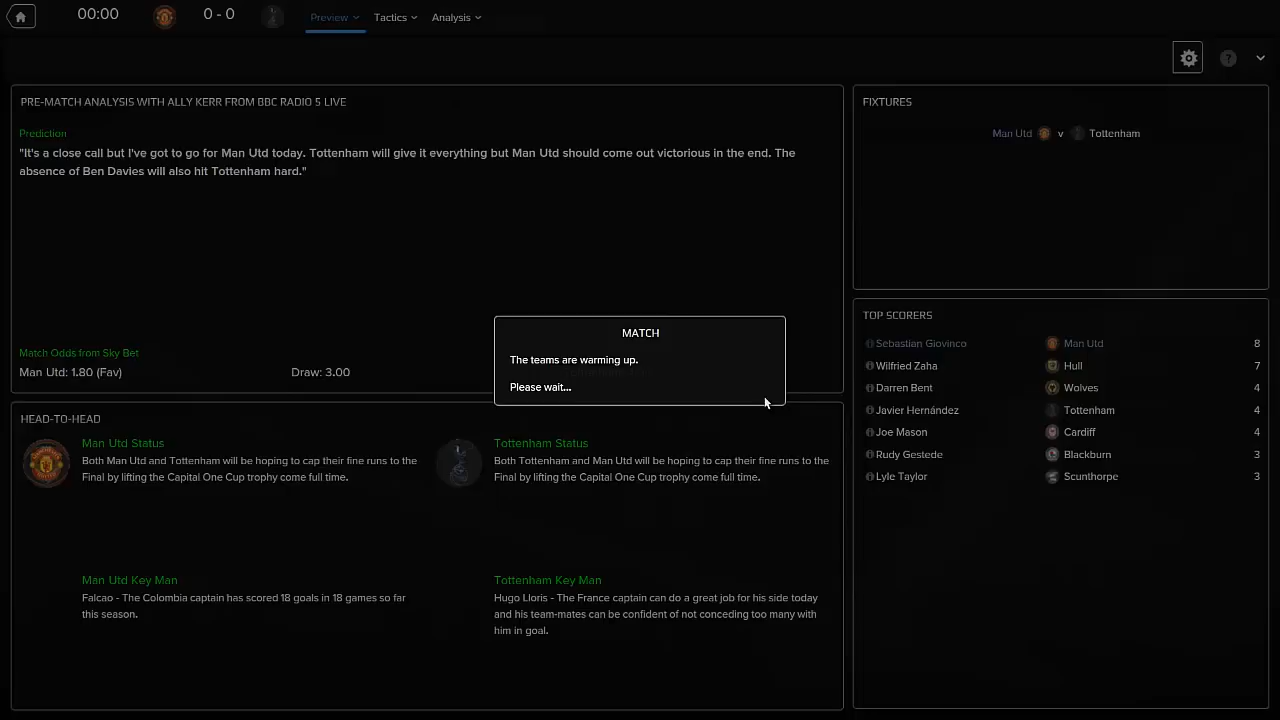 00:00 0 - 0 Preview Tactics Analysis
?
PRE-MATCH ANALYSIS WITH ALLY KERR FROM BBC RADIO 5 LIVE
Prediction
"It's a close call but I've got to go for Man Utd today. Tottenham will give it everything but Man Utd should come out victorious in the end. The
absence of Ben Davies will also hit Tottenham hard."
Match Odds from Sky Bet
Man Utd: 1.80 (Fav) Draw: 3.00
MATCH
The teams are warming up.
Please wait...
HEAD-TO-HEAD
Man Utd Status
Both Man Utd and Tottenham will be hoping to cap their fine runs to the
Final by lifting the Capital One Cup trophy come full time.
Tottenham Status
Both Tottenham and Man Utd will be hoping to cap their fine runs to the
Final by lifting the Capital One Cup trophy come full time.
Man Utd Key Man
Falcao - The Colombia captain has scored 18 goals in 18 games so far
this season.
Tottenham Key Man
Hugo Lloris - The France captain can do a great job for his side today
and his team-mates can be confident of not conceding too many with
him in goal.
FIXTURES
Man Utd v Tottenham
TOP SCORERS
Sebastian Giovinco Man Utd 8
Wilfried Zaha Hull 7
Darren Bent Wolves 4
Javier Hernández Tottenham 4
Joe Mason Cardiff 4
Rudy Gestede Blackburn 3
Lyle Taylor Scunthorpe 3